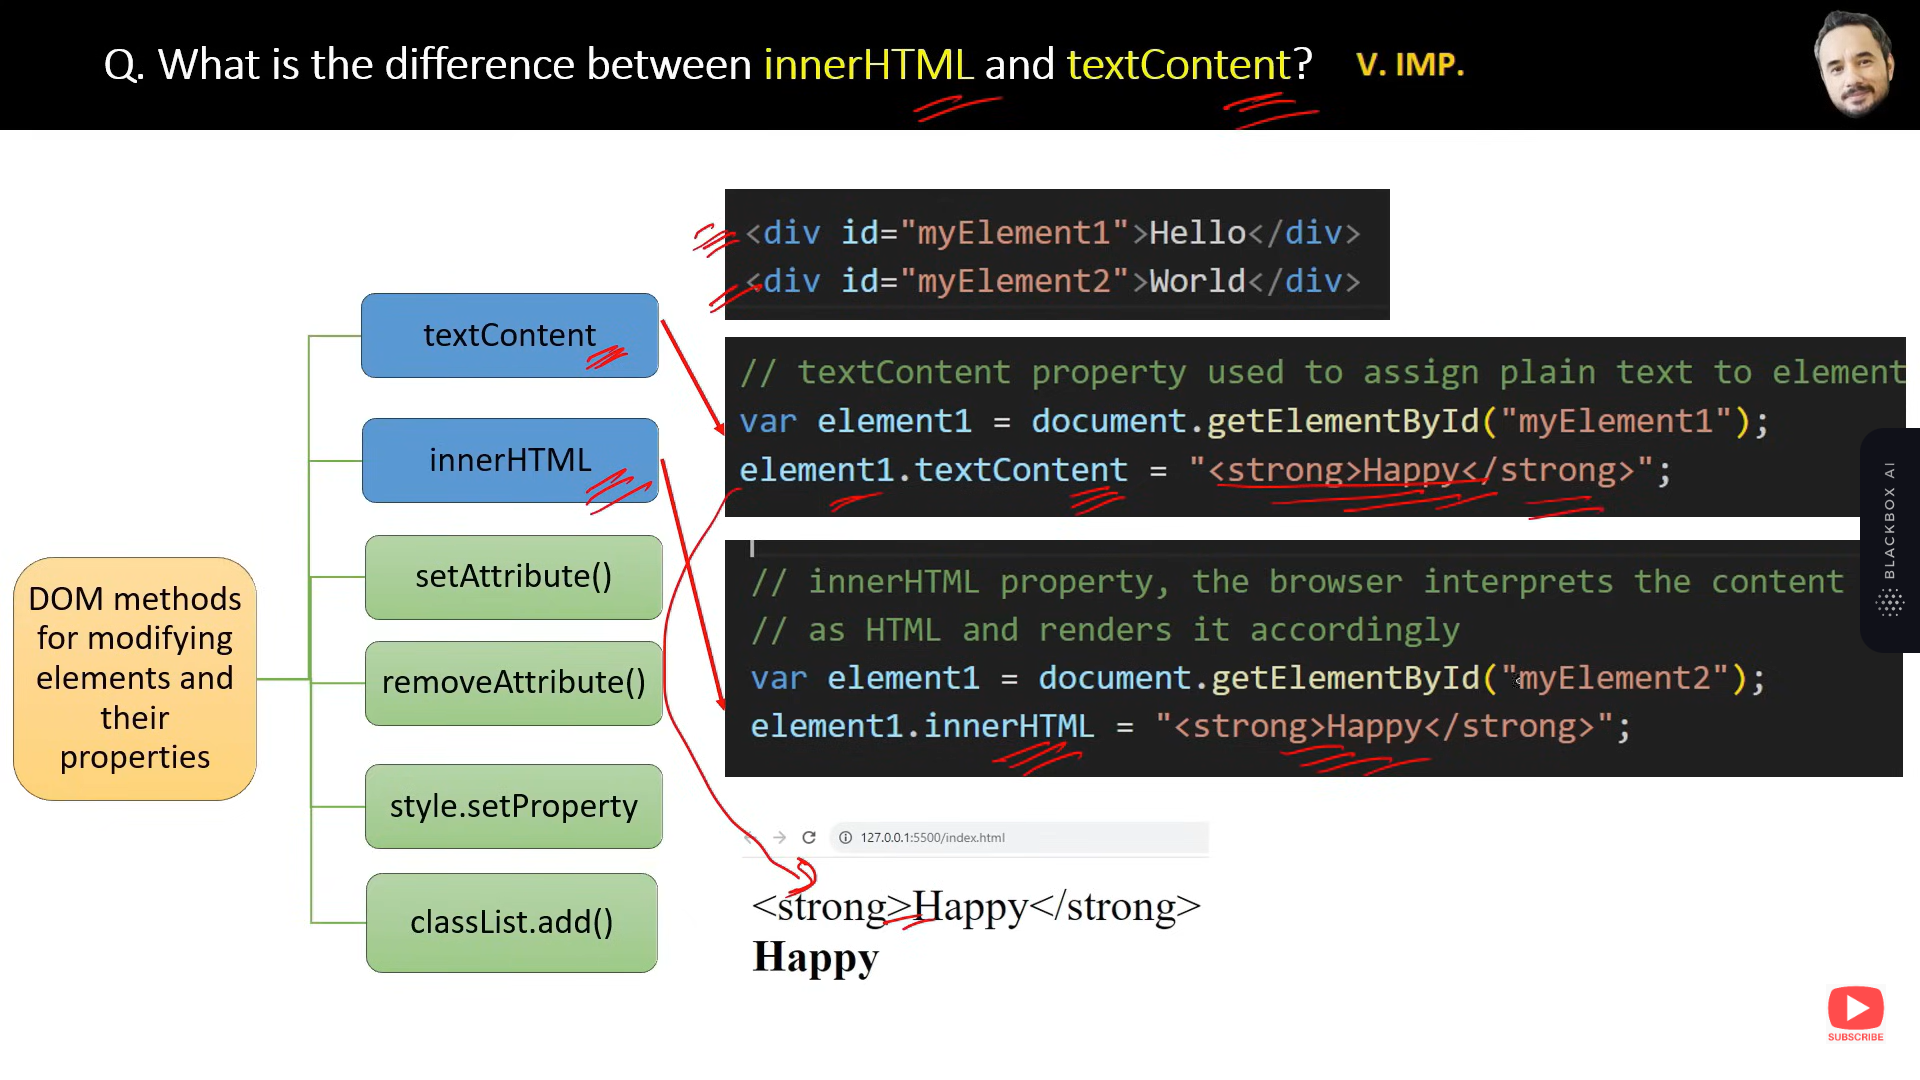 Q. What is the difference between innerHTML and textContent? V. IMP.
<div id="myElement1">Hello</div>
<div id="myElement2">World</div>
textContent
innerHTML
setAttribute()
removeAttribute()
style.setProperty
classList.add()
DOM methods
for modifying
elements and
their
properties
// textContent property used to assign plain text to element
var element1 = document.getElementById("myElement1");
element1.textContent = "<strong>Happy</strong>";
// innerHTML property, the browser interprets the content
// as HTML and renders it accordingly
var element1 = document.getElementById("myElement2");
element1.innerHTML = "<strong>Happy</strong>";
127.0.0.1:5500/index.html
<strong>Happy</strong>
Happy
BLACKBOX AI
SUBSCRIBE